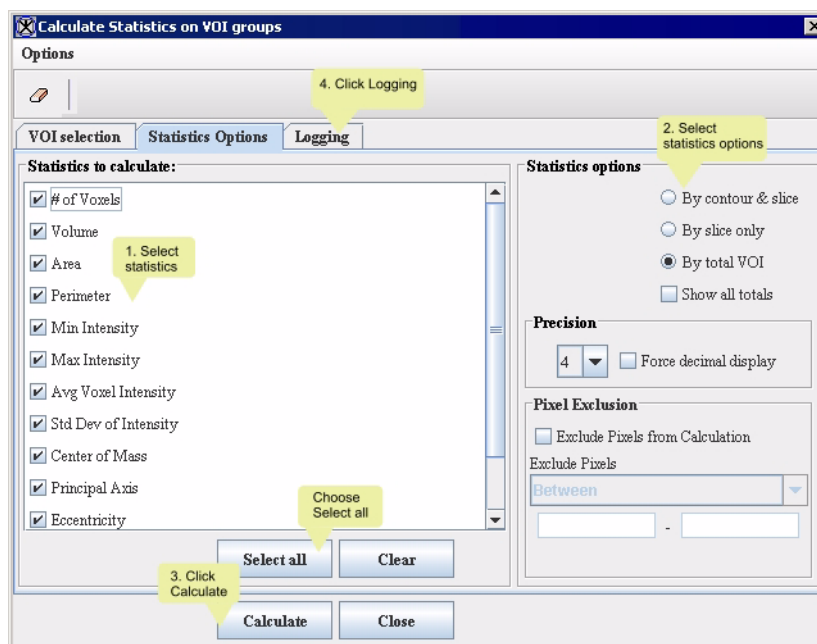 Calculate Statistics on VOI groups
Options
4. Click Logging
VOI selection
Statistics Options
Logging
2. Select
statistics options
Statistics to calculate:
# of Voxels
Volume
Area
Perimeter
Min Intensity
Max Intensity
Avg Voxel Intensity
Std Dev of Intensity
Center of Mass
Principal Axis
Eccentricity
1. Select
statistics
Choose
Select all
Select all
Clear
Statistics options
By contour & slice
By slice only
By total VOI
Show all totals
Precision
4
Force decimal display
Pixel Exclusion
Exclude Pixels from Calculation
Exclude Pixels
Between
-
3. Click
Calculate
Calculate
Close